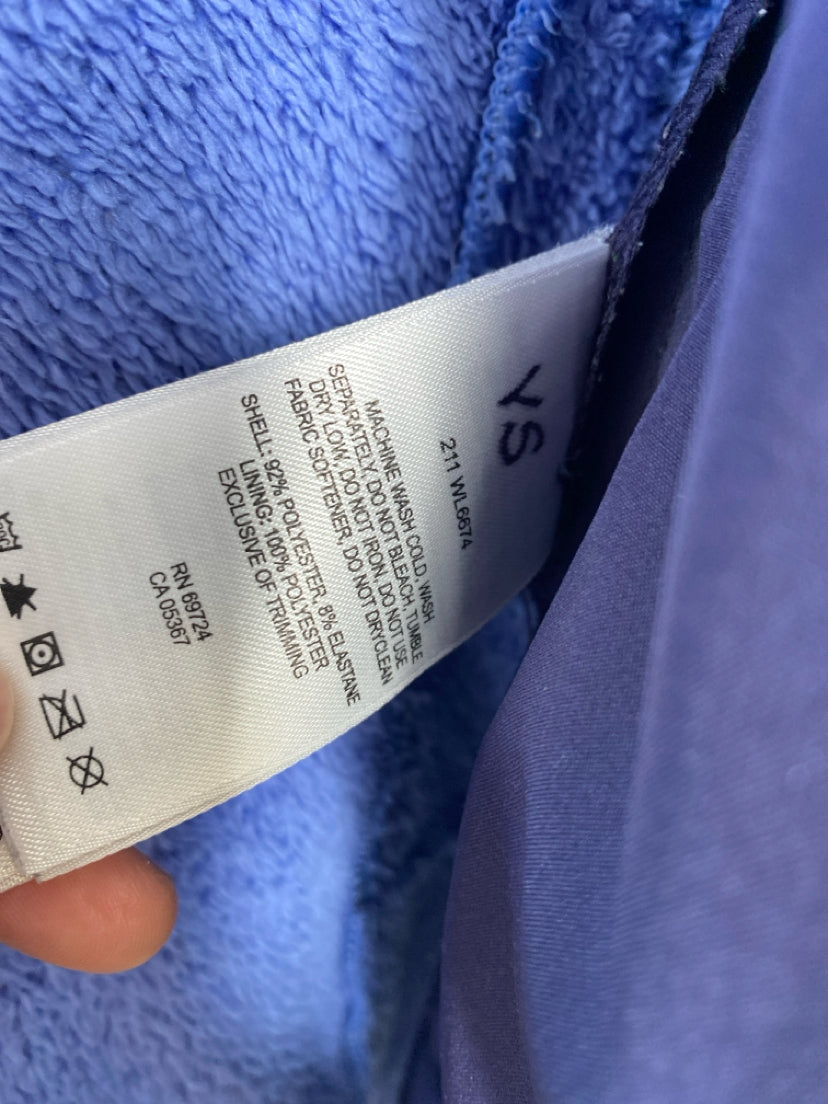 YS
211 WL6674
MACHINE WASH COLD, WASH
SEPARATELY, DO NOT BLEACH, TUMBLE
DRY LOW, DO NOT IRON, DO NOT USE
FABRIC SOFTENER, DO NOT DRYCLEAN
SHELL: 92% POLYESTER, 8% ELASTANE
LINING: 100% POLYESTER
EXCLUSIVE OF TRIMMING
RN 69724
CA 05367